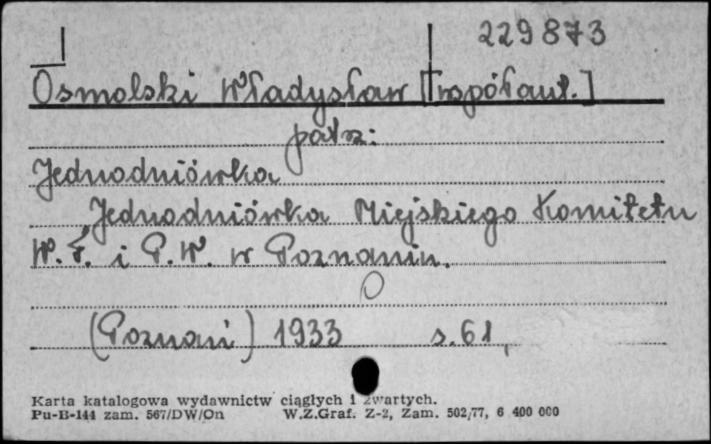 229873
Osmolski Władysław [współaut.]
patrz:
Jednodniówka
Jednodniówka Miejskiego Komitetu
W.F. i P.W. w Poznaniu.
(Poznań) 1933 s. 61,
Karta katalogowa wydawnictw ciągłych i zwartych.
Pu-B-144 zam. 567/DW/On W.Z.Graf. Z-2, Zam. 502/77, 6 400 000